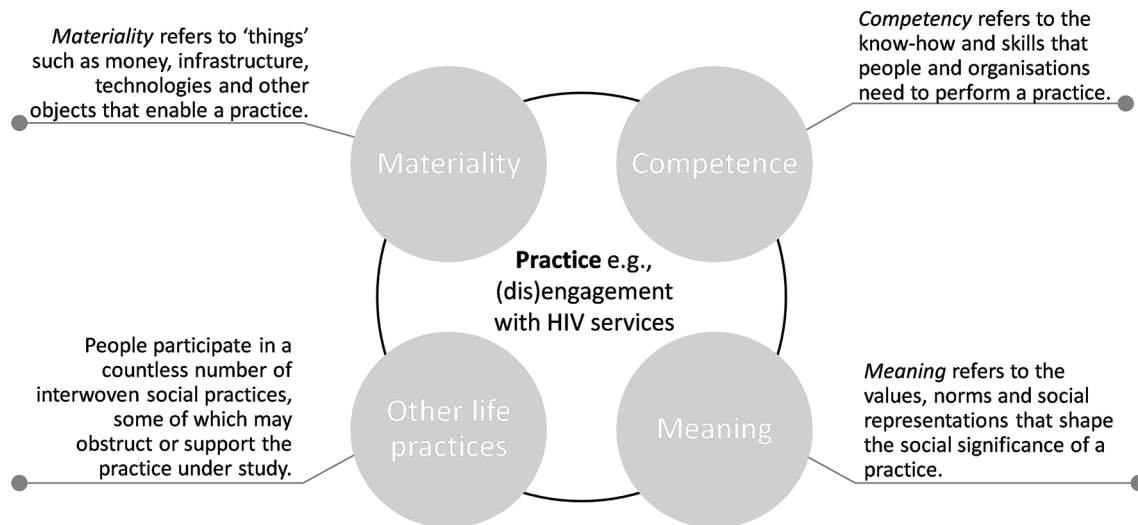 Materiality refers to ‘things’
such as money, infrastructure,
technologies and other
objects that enable a practice.
Competency refers to the
know-how and skills that
people and organisations
need to perform a practice.
Materiality
Competence
Practice e.g.,
(dis)engagement
with HIV services
People participate in a
countless number of
interwoven social practices,
some of which may
obstruct or support the
practice under study.
Other life
practices
Meaning
Meaning refers to the
values, norms and social
representations that shape
the social significance of a
practice.